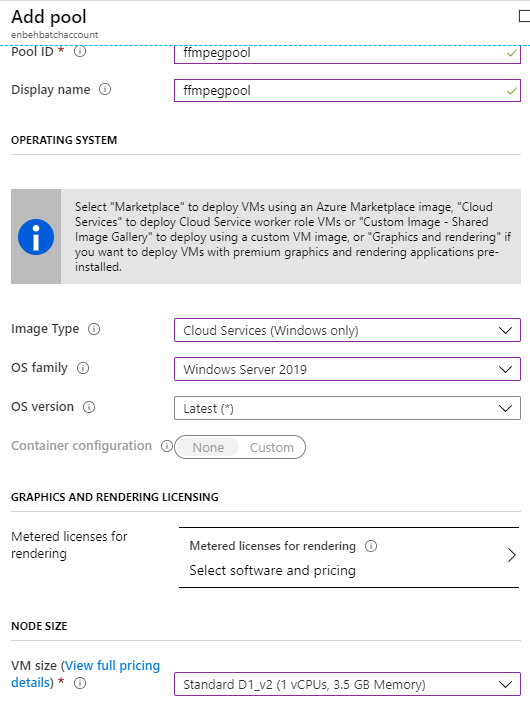 Add pool
enbehbatchaccount
Pool ID *
ffmpegpool
Display name
ffmpegpool
OPERATING SYSTEM
Select "Marketplace" to deploy VMs using an Azure Marketplace image, "Cloud
Services" to deploy Cloud Service worker role VMs or "Custom Image - Shared
Image Gallery" to deploy using a custom VM image, or "Graphics and rendering" if
you want to deploy VMs with premium graphics and rendering applications pre-
installed.
Image Type
Cloud Services (Windows only)
OS family
Windows Server 2019
OS version
Latest (*)
Container configuration
None Custom
GRAPHICS AND RENDERING LICENSING
Metered licenses for
rendering
Metered licenses for rendering
Select software and pricing
NODE SIZE
VM size (View full pricing
details) *
Standard D1_v2 (1 vCPUs, 3.5 GB Memory)